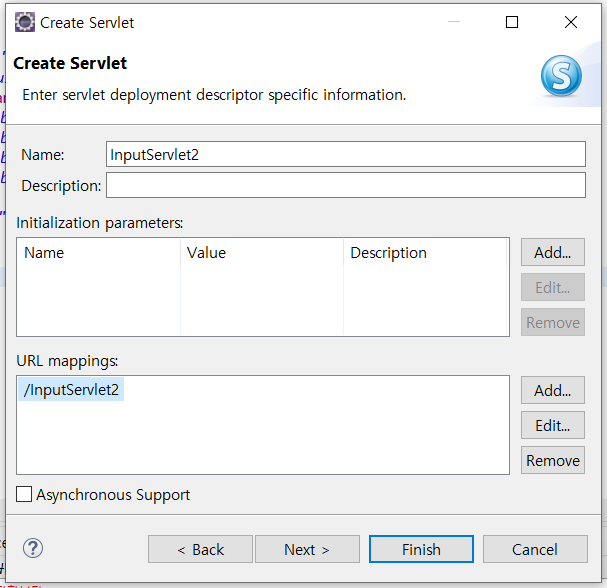 Create Servlet
Create Servlet
Enter servlet deployment descriptor specific information.
S
Name: InputServlet2
Description:
Initialization parameters:
Name Value Description
Add...
Edit...
Remove
URL mappings:
/InputServlet2
Add...
Edit...
Remove
Asynchronous Support
? < Back Next > Finish Cancel